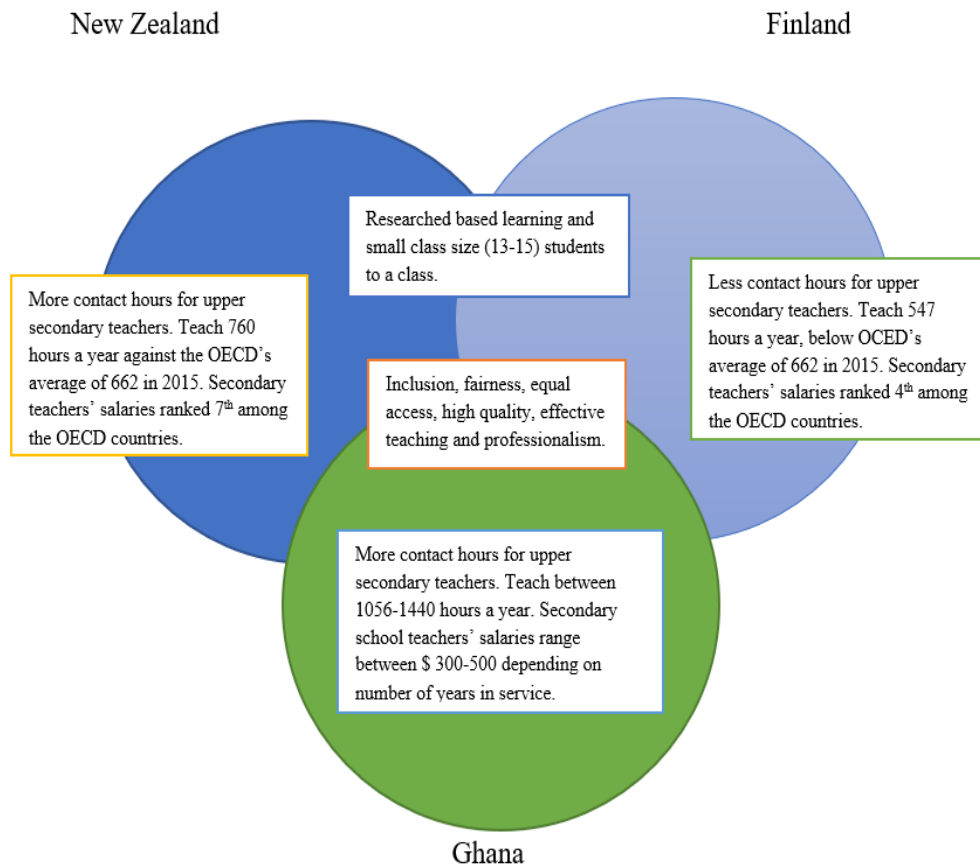 New Zealand
Finland
Researched based learning and
small class size (13-15) students
to a class.
More contact hours for upper
secondary teachers. Teach 760
hours a year against the OECD’s
average of 662 in 2015. Secondary
teachers’ salaries ranked 7th among
the OECD countries.
Less contact hours for upper
secondary teachers. Teach 547
hours a year, below OCED’s
average of 662 in 2015. Secondary
teachers’ salaries ranked 4th among
the OECD countries.
Inclusion, fairness, equal
access, high quality, effective
teaching and professionalism.
More contact hours for upper
secondary teachers. Teach between
1056-1440 hours a year. Secondary
school teachers’ salaries range
between $ 300-500 depending on
number of years in service.
Ghana